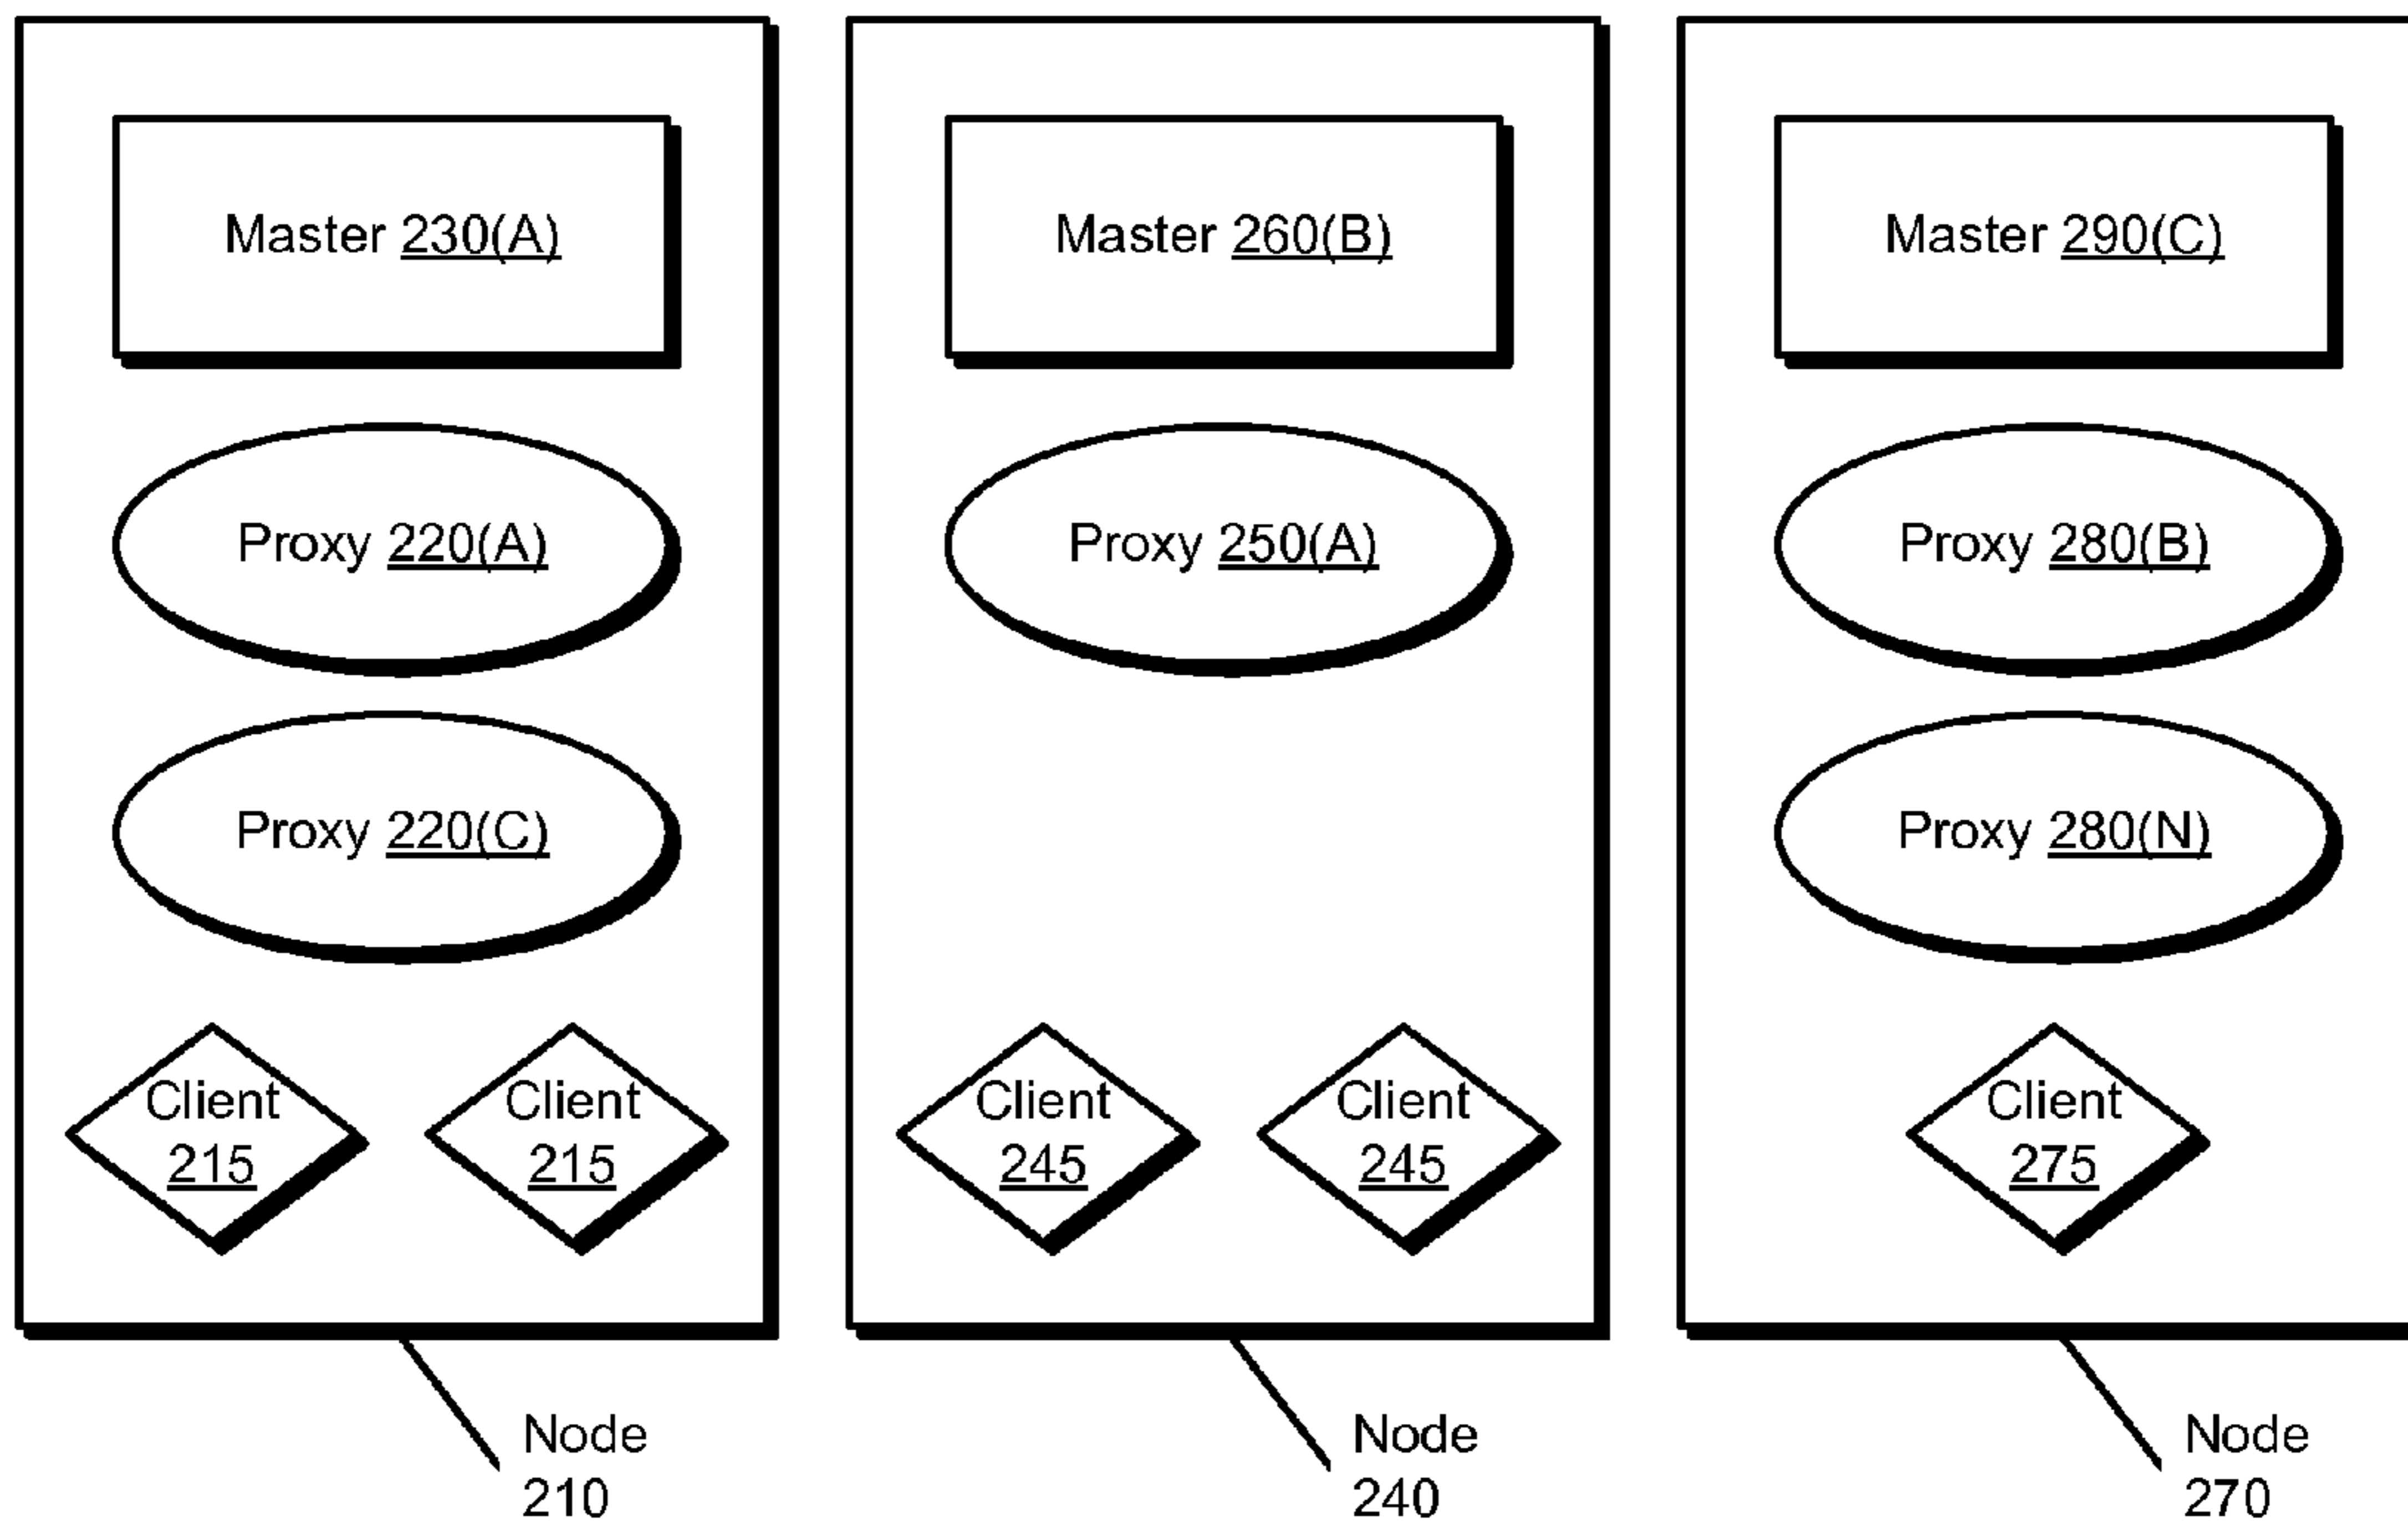 Master 230(A)
Proxy 220(A)
Proxy 220(C)
Client
215
Client
215
Node
210
Master 260(B)
Proxy 250(A)
Client
245
Client
245
Node
240
Master 290(C)
Proxy 280(B)
Proxy 280(N)
Client
275
Node
270